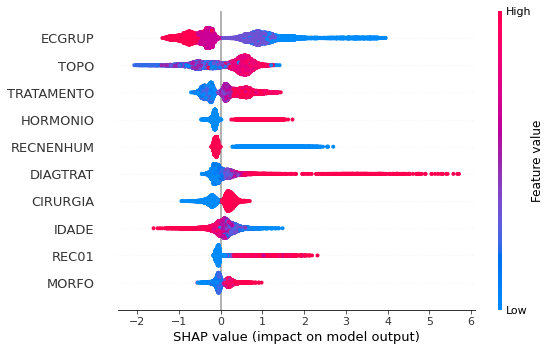 High
ECGRUP
TOPO
TRATAMENTO
HORMONIO
RECNENHUM
DIAGTRAT
CIRURGIA
IDADE
REC01
MORFO
Feature value
Low
−2 −1 0 1 2 3 4 5 6
SHAP value (impact on model output)